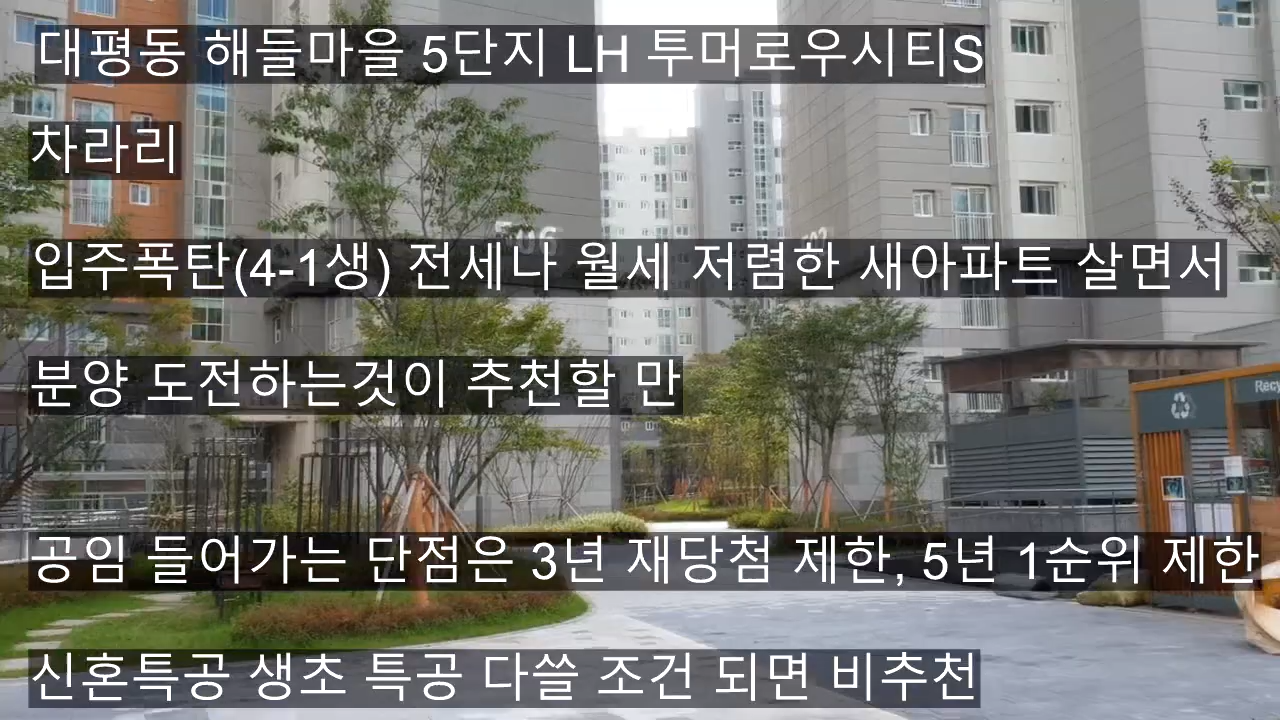 대평동 해들마을 5단지 LH 투머로우시티S
차라리
506
입주폭탄(4-1생) 전세나 월세 저렴한 새아파트 살면서
분양 도전하는것이 추천할 만
공임 들어가는 단점은 3년 재당첨 제한, 5년 1순위 제한
신혼특공 생초 특공 다쓸 조건 되면 비추천